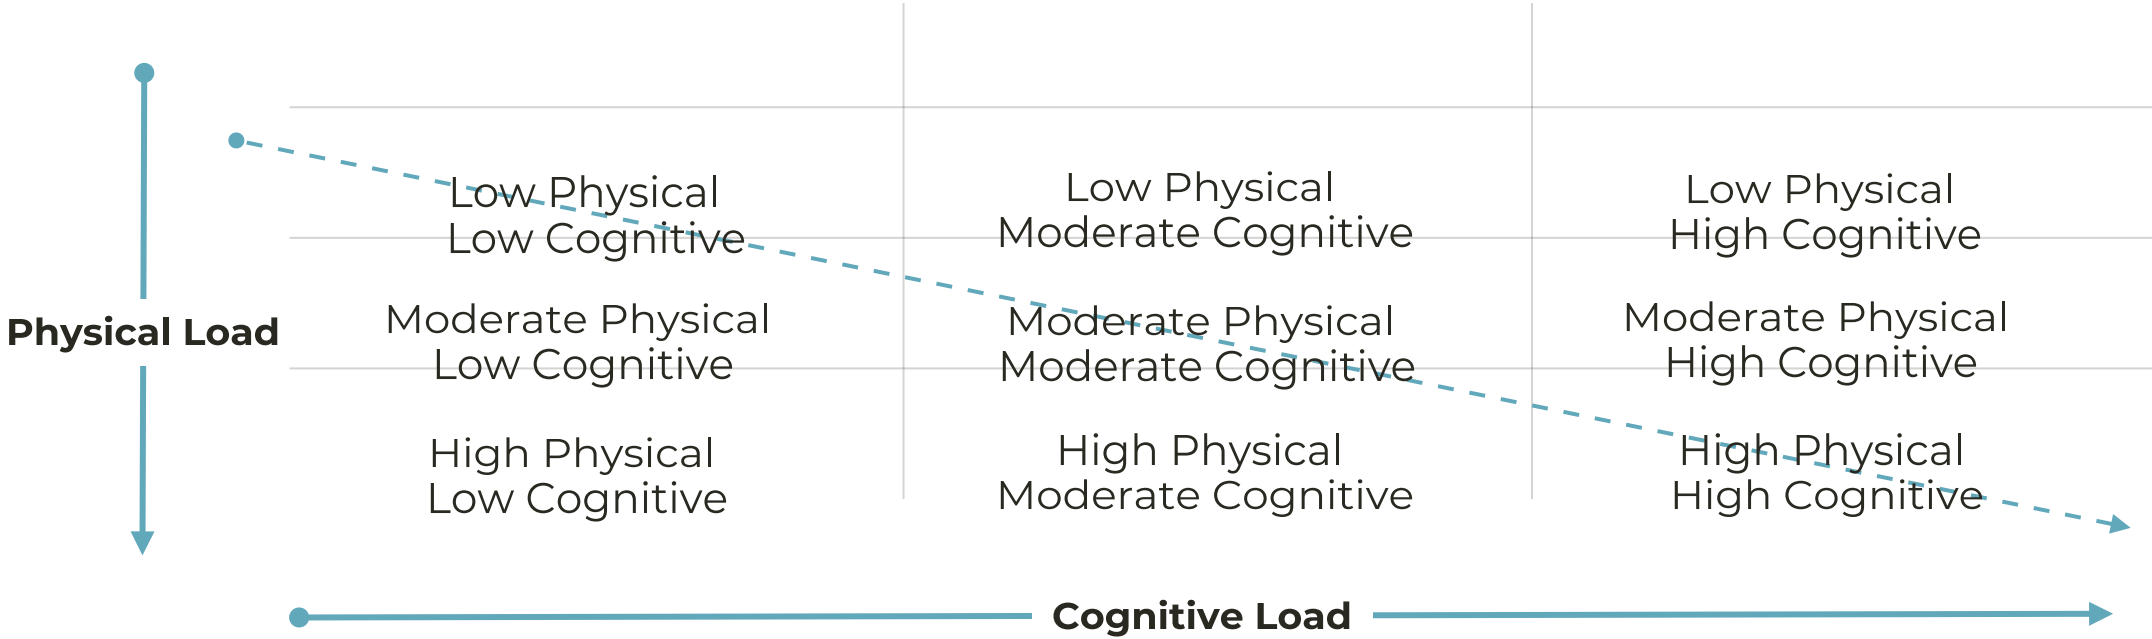 Low Physical
Low Cognitive
Low Physical
Moderate Cognitive
Low Physical
High Cognitive
Physical Load
Moderate Physical
Low Cognitive
Moderate Physical
Moderate Cognitive
Moderate Physical
High Cognitive
High Physical
Low Cognitive
High Physical
Moderate Cognitive
High Physical
High Cognitive
Cognitive Load